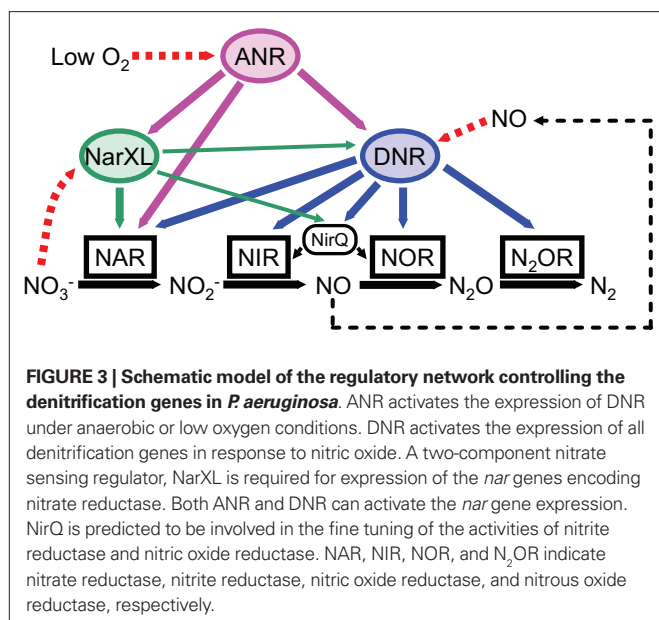 Low O₂
ANR
NarXL
DNR
NO
NirQ
NAR
NIR
NOR
N₂OR
NO₃⁻
NO₂⁻
NO
N₂O
N₂
FIGURE 3 | Schematic model of the regulatory network controlling the
denitrification genes in P. aeruginosa. ANR activates the expression of DNR
under anaerobic or low oxygen conditions. DNR activates the expression of all
denitrification genes in response to nitric oxide. A two-component nitrate
sensing regulator, NarXL is required for expression of the nar genes encoding
nitrate reductase. Both ANR and DNR can activate the nar gene expression.
NirQ is predicted to be involved in the fine tuning of the activities of nitrite
reductase and nitric oxide reductase. NAR, NIR, NOR, and N₂OR indicate
nitrate reductase, nitrite reductase, nitric oxide reductase, and nitrous oxide
reductase, respectively.